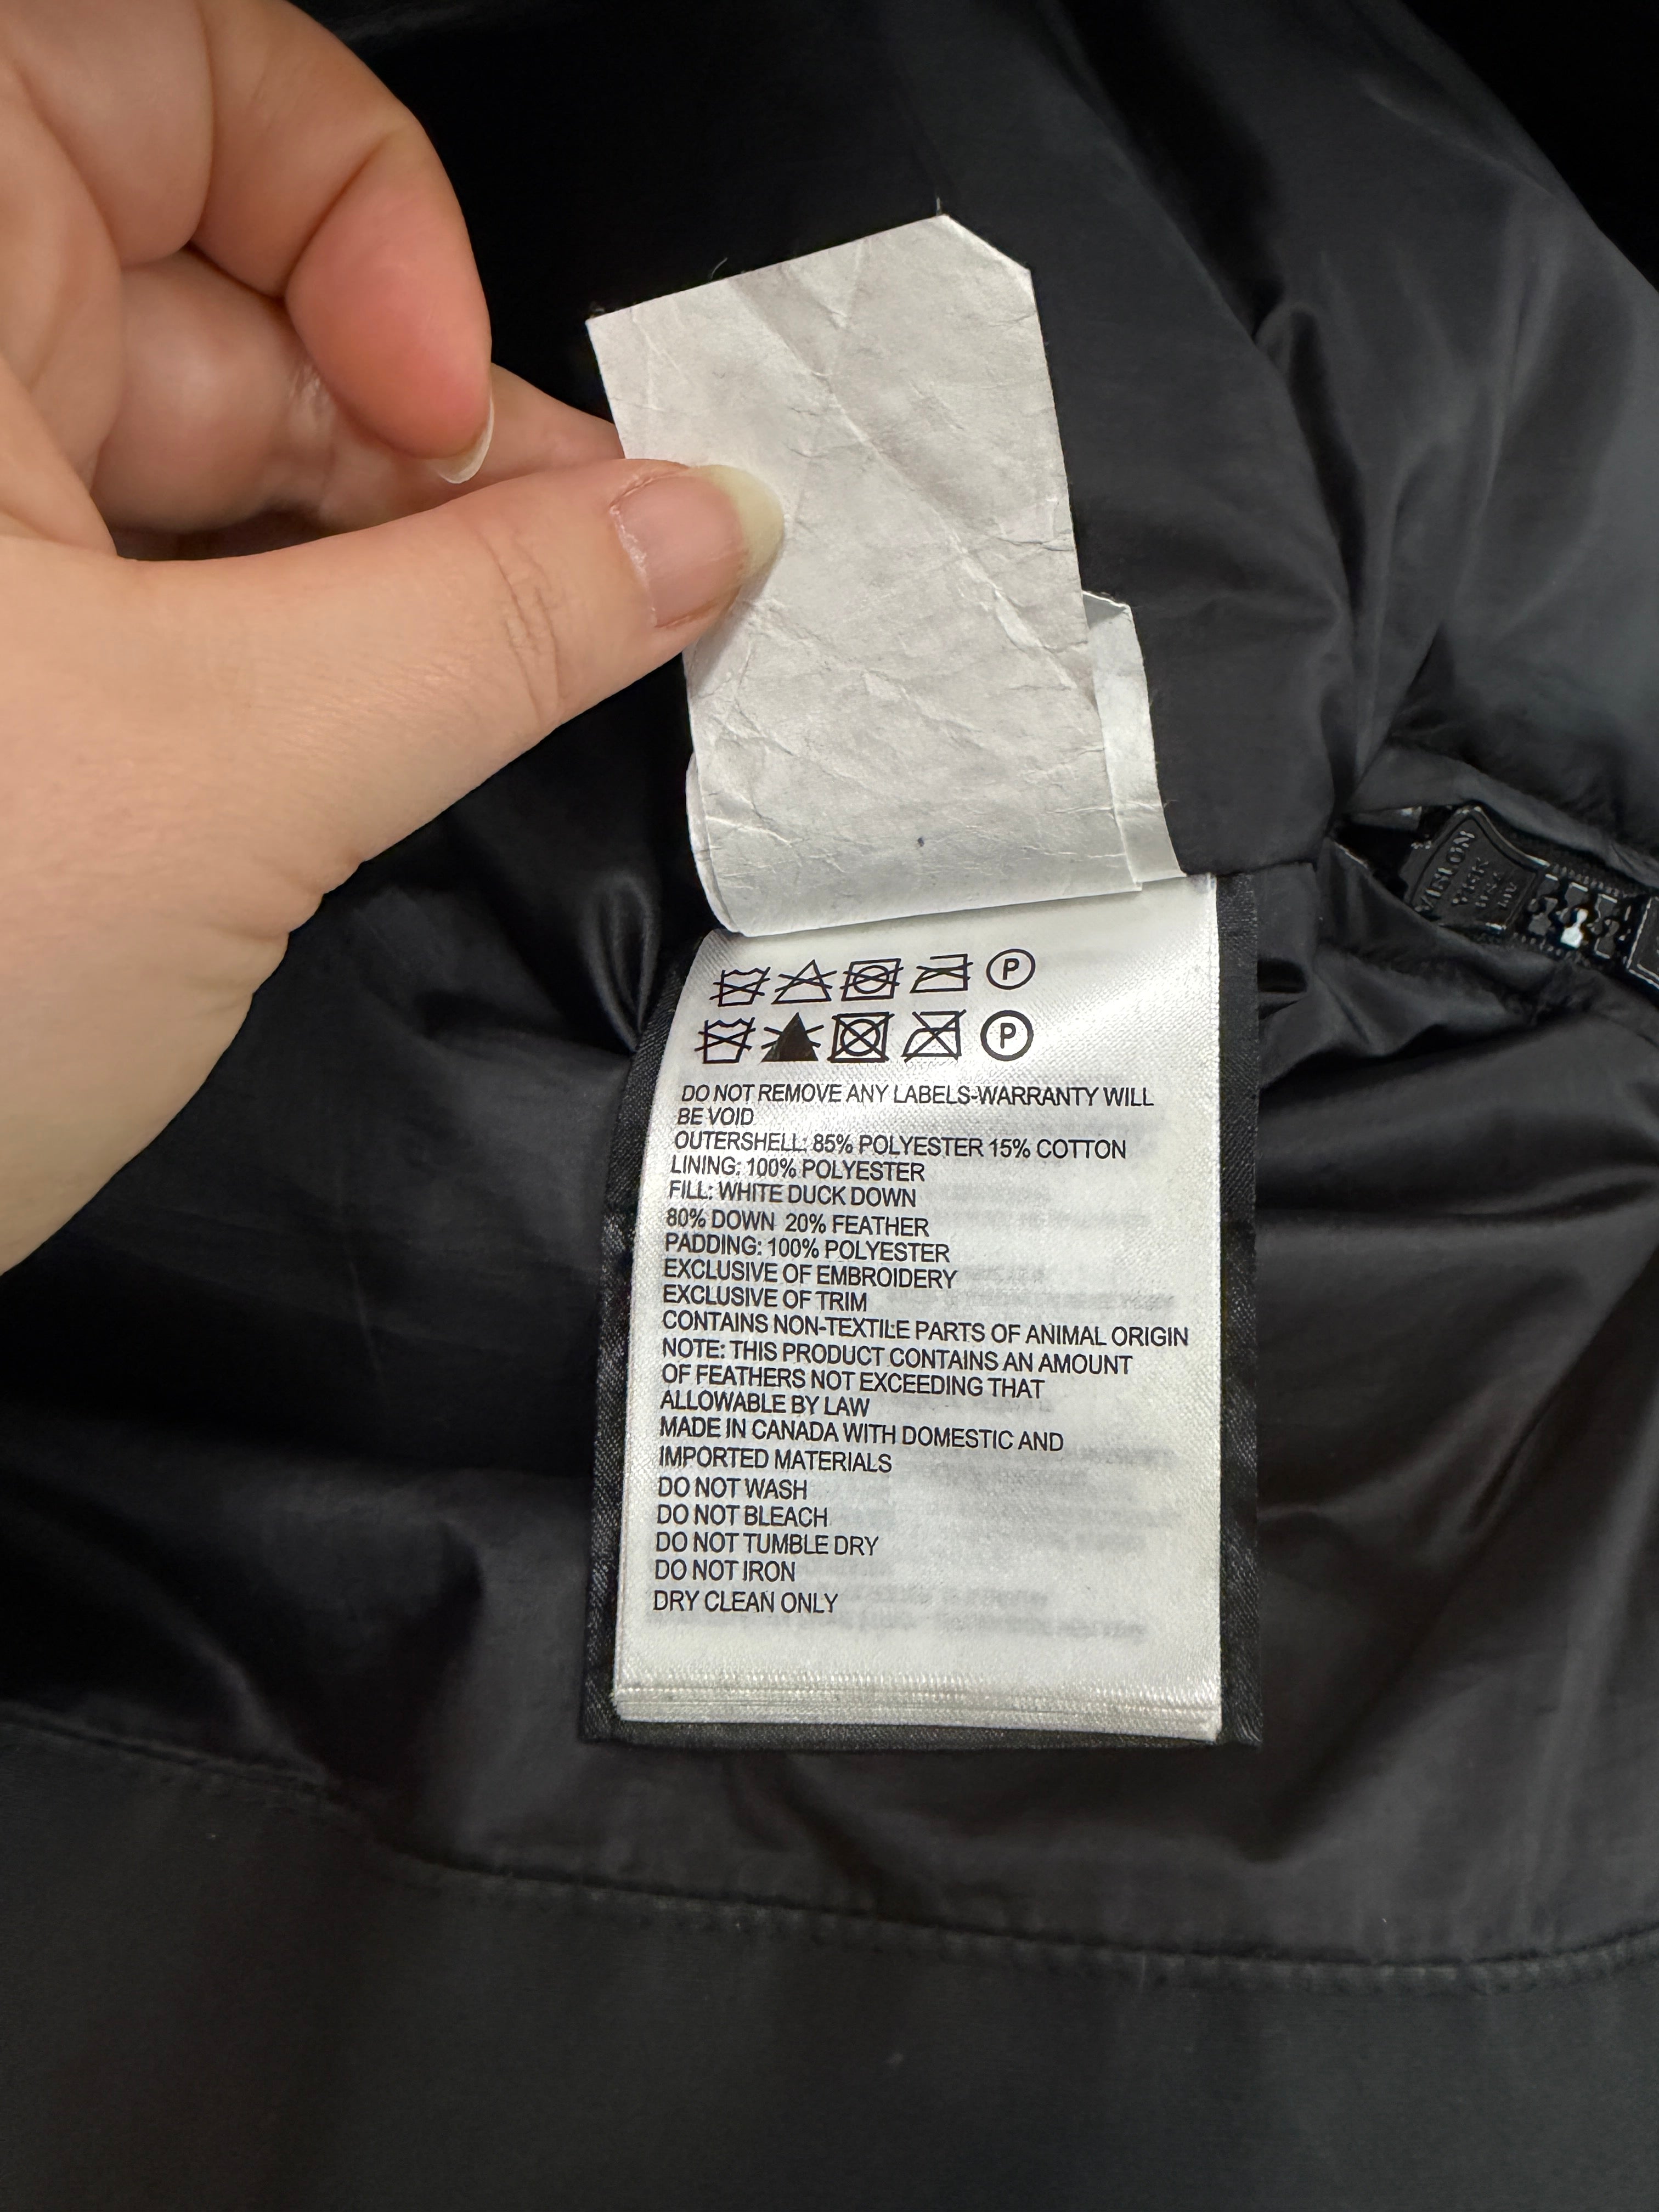 P
P
DO NOT REMOVE ANY LABELS-WARRANTY WILL
BE VOID
OUTERSHELL: 85% POLYESTER 15% COTTON
LINING: 100% POLYESTER
FILL: WHITE DUCK DOWN
80% DOWN 20% FEATHER
PADDING: 100% POLYESTER
EXCLUSIVE OF EMBROIDERY
EXCLUSIVE OF TRIM
CONTAINS NON-TEXTILE PARTS OF ANIMAL ORIGIN
NOTE: THIS PRODUCT CONTAINS AN AMOUNT
OF FEATHERS NOT EXCEEDING THAT
ALLOWABLE BY LAW
MADE IN CANADA WITH DOMESTIC AND
IMPORTED MATERIALS
DO NOT WASH
DO NOT BLEACH
DO NOT TUMBLE DRY
DO NOT IRON
DRY CLEAN ONLY
VISLON
YKK